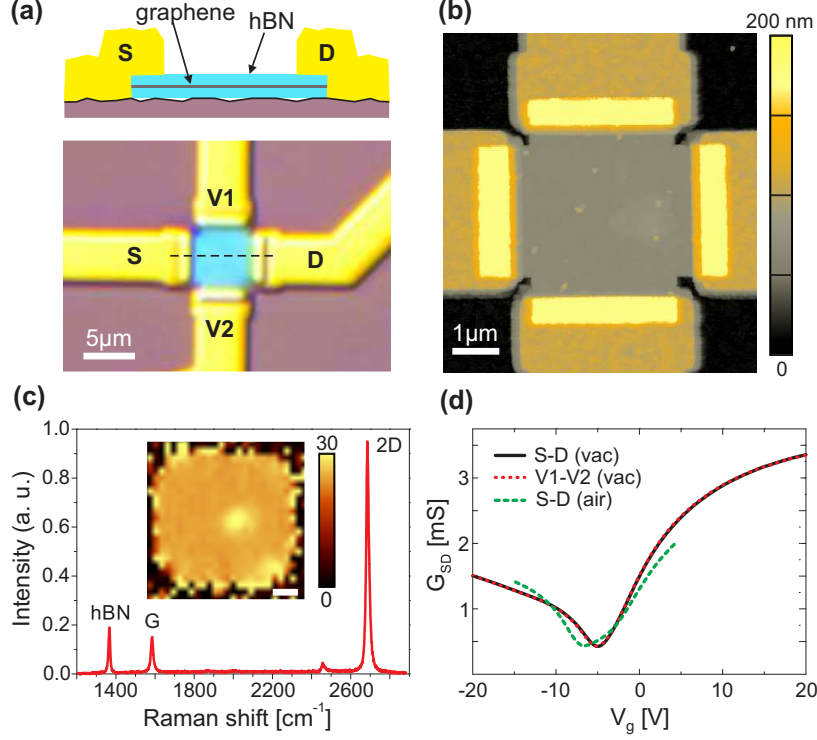 (a)
graphene
hBN
S
D
V1
S
D
V2
5μm
(b)
200 nm
0
1μm
(c)
1.0
0.8
0.6
0.4
0.2
0.0
Intensity (a. u.)
30
0
2D
hBN
G
1400 1800 2200 2600
Raman shift [cm⁻¹]
(d)
S-D (vac)
V1-V2 (vac)
S-D (air)
3
2
1
G_SD [mS]
-20 -10 0 10 20
V_g [V]